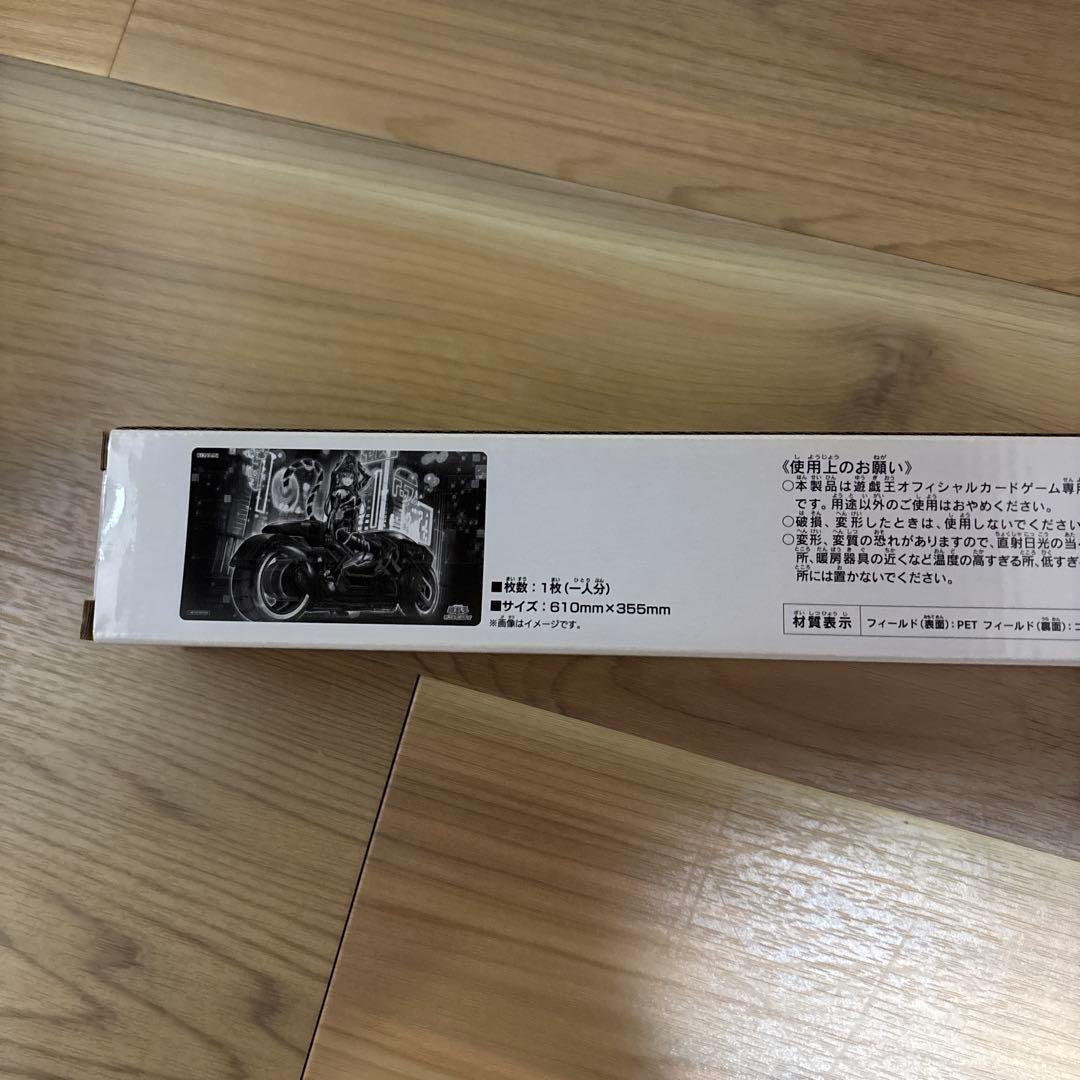 ■枚数：1枚(一人分)
■サイズ：610mm×355mm
※画像はイメージです。
《使用上のお願い》
○本製品は遊戯王オフィシャルカードゲーム専用
です。用途以外のご使用はおやめください。
○破損、変形したときは、使用しないでください
○変形、変質の恐れがありますので、直射日光の当
所、暖房器具の近くなど温度の高すぎる所、低すぎ
所には置かないでください。
材質表示 フィールド(表面)：PET フィールド(裏面)：ゴ